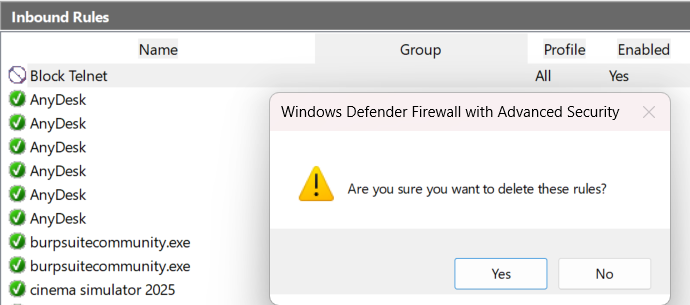 Inbound Rules
Name Group Profile Enabled
Block Telnet All Yes
AnyDesk
AnyDesk
AnyDesk
AnyDesk
AnyDesk
AnyDesk
burpsuitecommunity.exe
burpsuitecommunity.exe
cinema simulator 2025
Windows Defender Firewall with Advanced Security
Are you sure you want to delete these rules?
Yes No